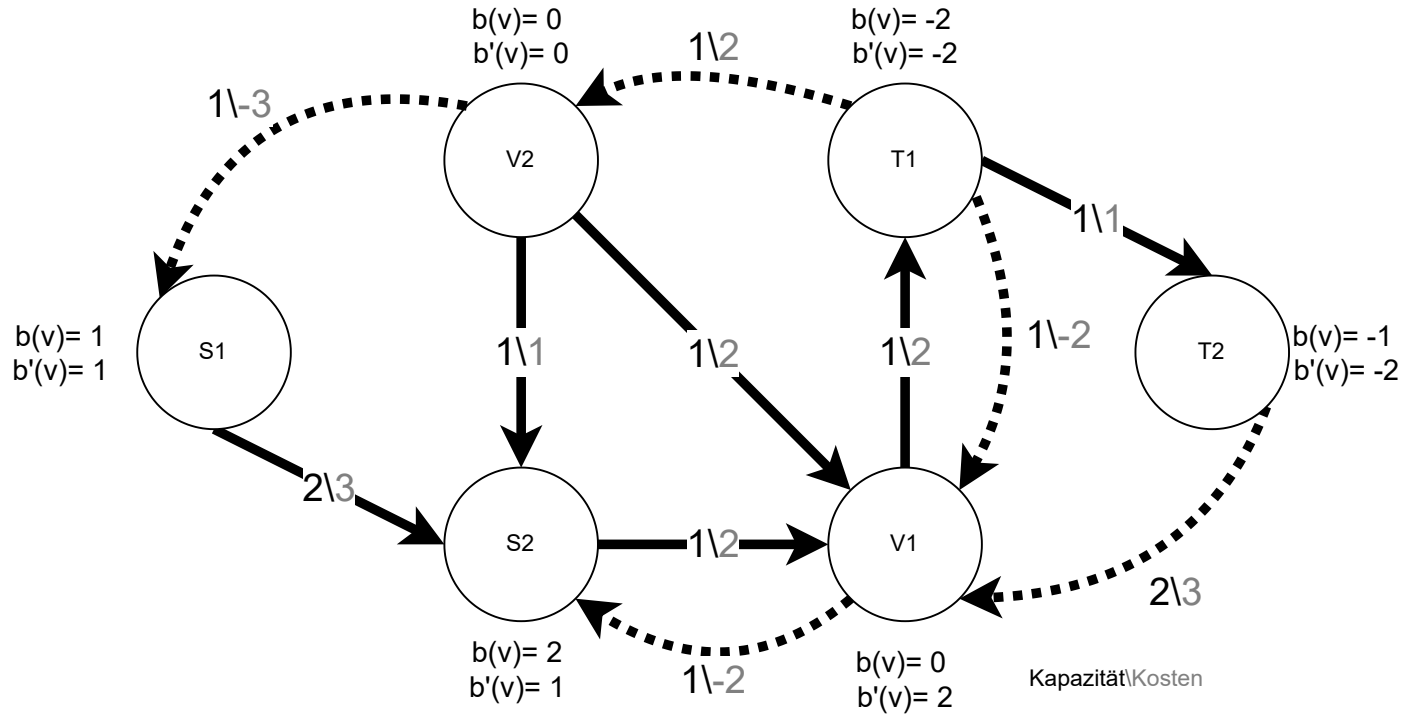 b(v)= 0
b'(v)= 0
b(v)= -2
b'(v)= -2
1\2
1\-3
V2
T1
1\1
b(v)= 1
b'(v)= 1
S1
1\1
1\2
1\2
1\-2
T2
b(v)= -1
b'(v)= -2
2\3
S2
1\2
V1
2\3
b(v)= 2
b'(v)= 1
1\-2
b(v)= 0
b'(v)= 2
Kapazität\Kosten